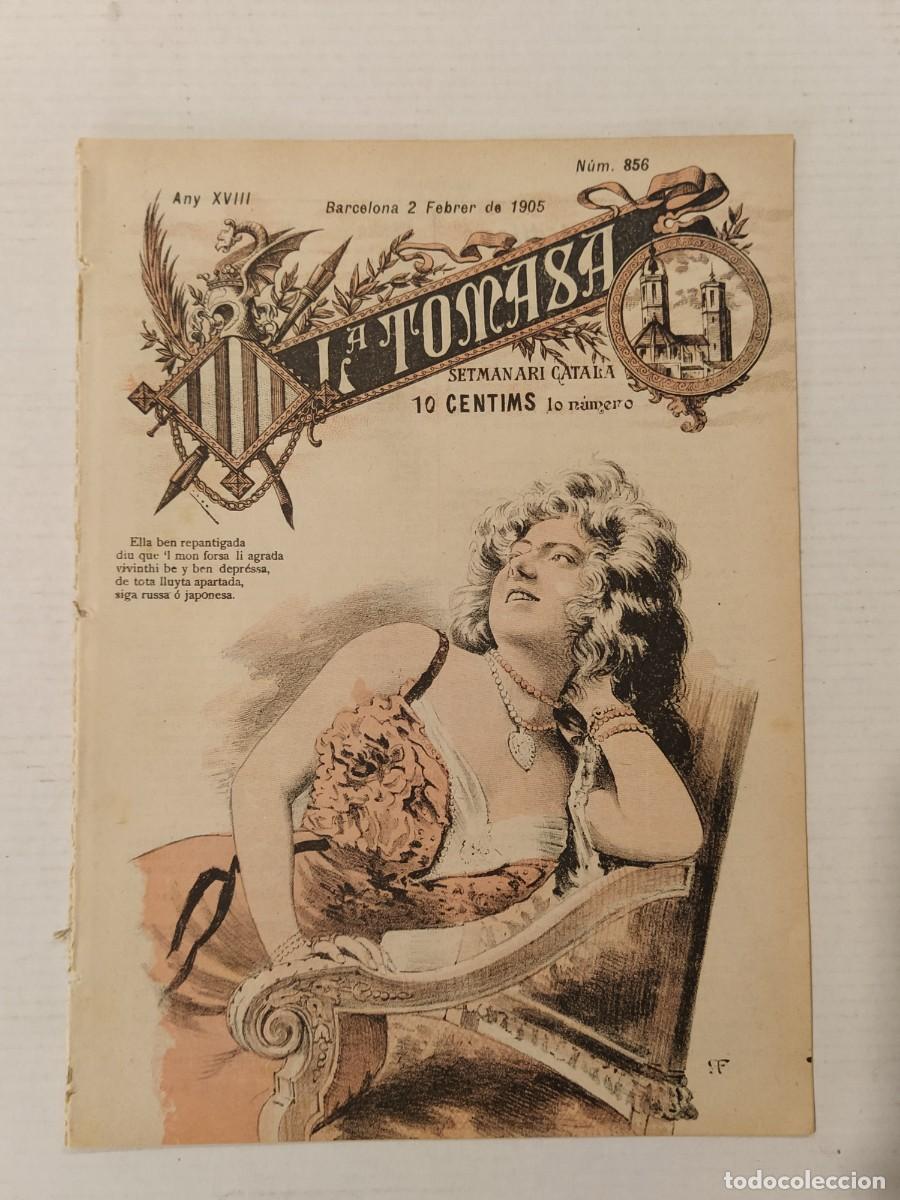 Núm. 856
Any XVIII
Barcelona 2 Febrer de 1905
LA TOMASA
SETMANARI CATALÀ
10 CENTIMS lo número
Ella ben repantigada
diu que 'l mon forsa li agrada
vivinthi be y ben depréssa,
de tota lluyta apartada,
siga russa ó japonesa.
todocoleccion